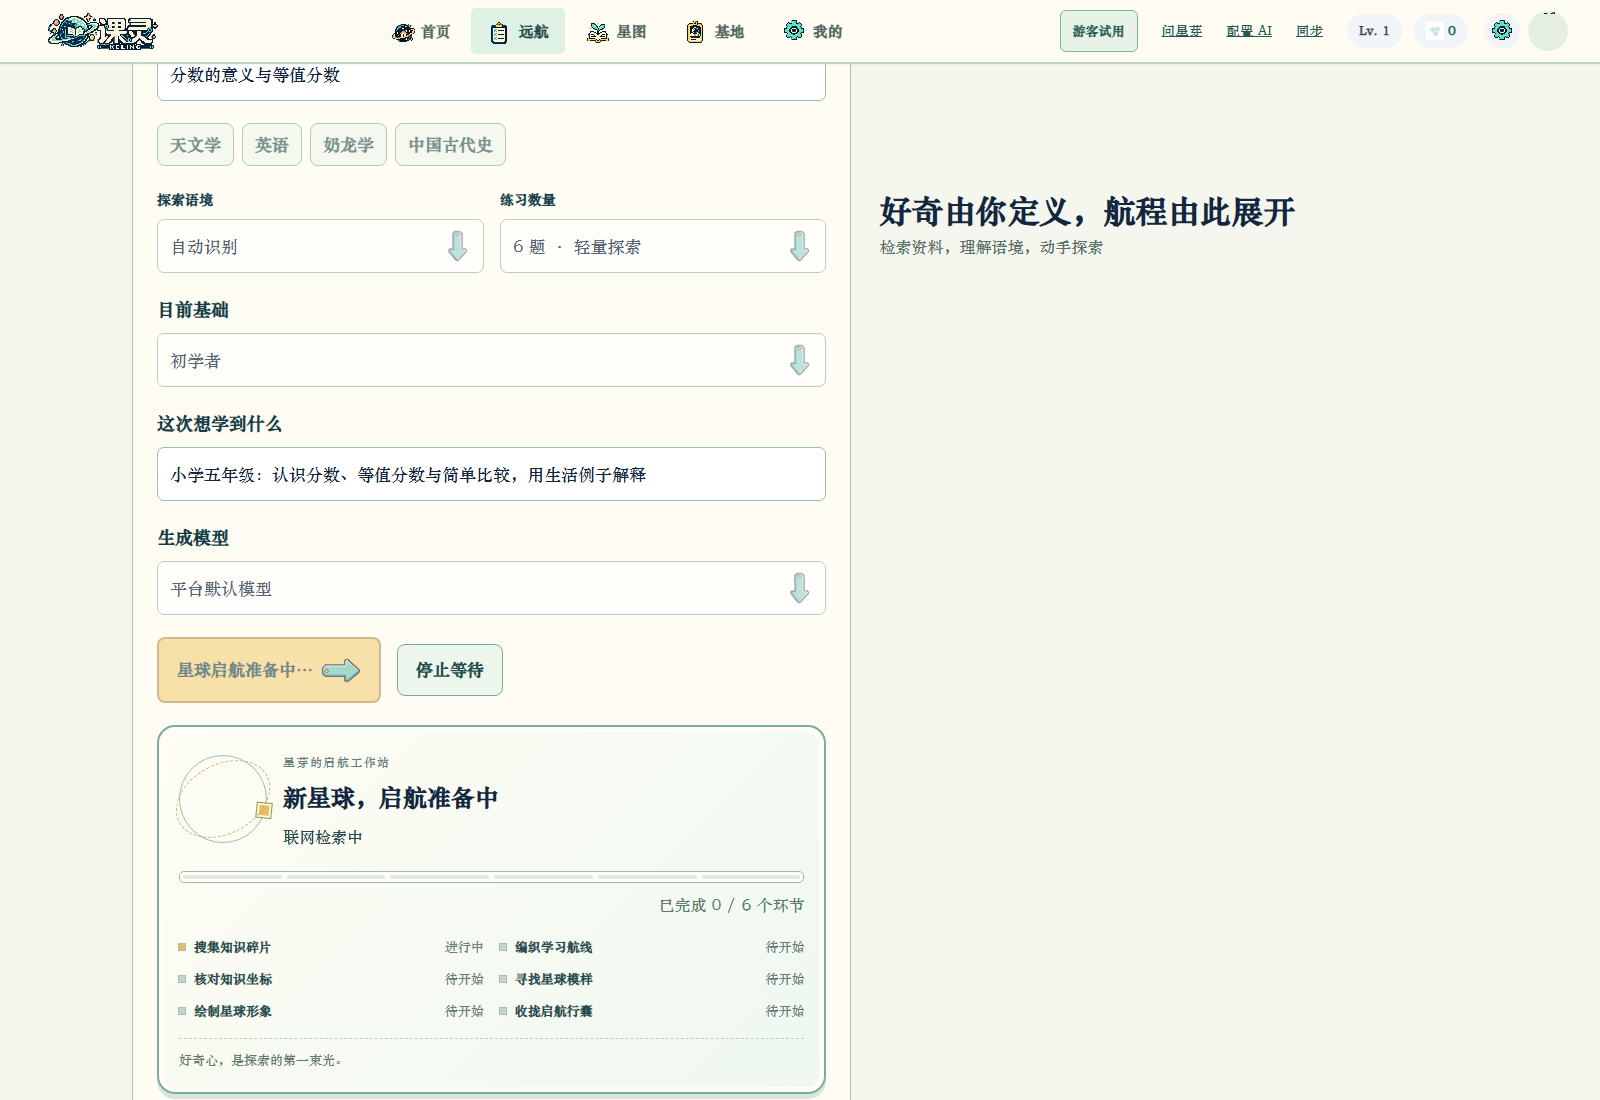 课灵
KELING
首页
远航
星图
基地
我的
游客试用
问星芽
配置 AI
同步
Lv. 1
0
分数的意义与等值分数
天文学
英语
奶龙学
中国古代史
探索语境
练习数量
自动识别
6 题 · 轻量探索
目前基础
初学者
这次想学到什么
小学五年级：认识分数、等值分数与简单比较，用生活例子解释
生成模型
平台默认模型
星球启航准备中…
停止等待
星芽的启航工作站
新星球，启航准备中
联网检索中
已完成 0 / 6 个环节
搜集知识碎片 进行中
编织学习航线 待开始
核对知识坐标 待开始
寻找星球模样 待开始
绘制星球形象 待开始
收拢启航行囊 待开始
好奇心，是探索的第一束光。
好奇由你定义，航程由此展开
检索资料，理解语境，动手探索